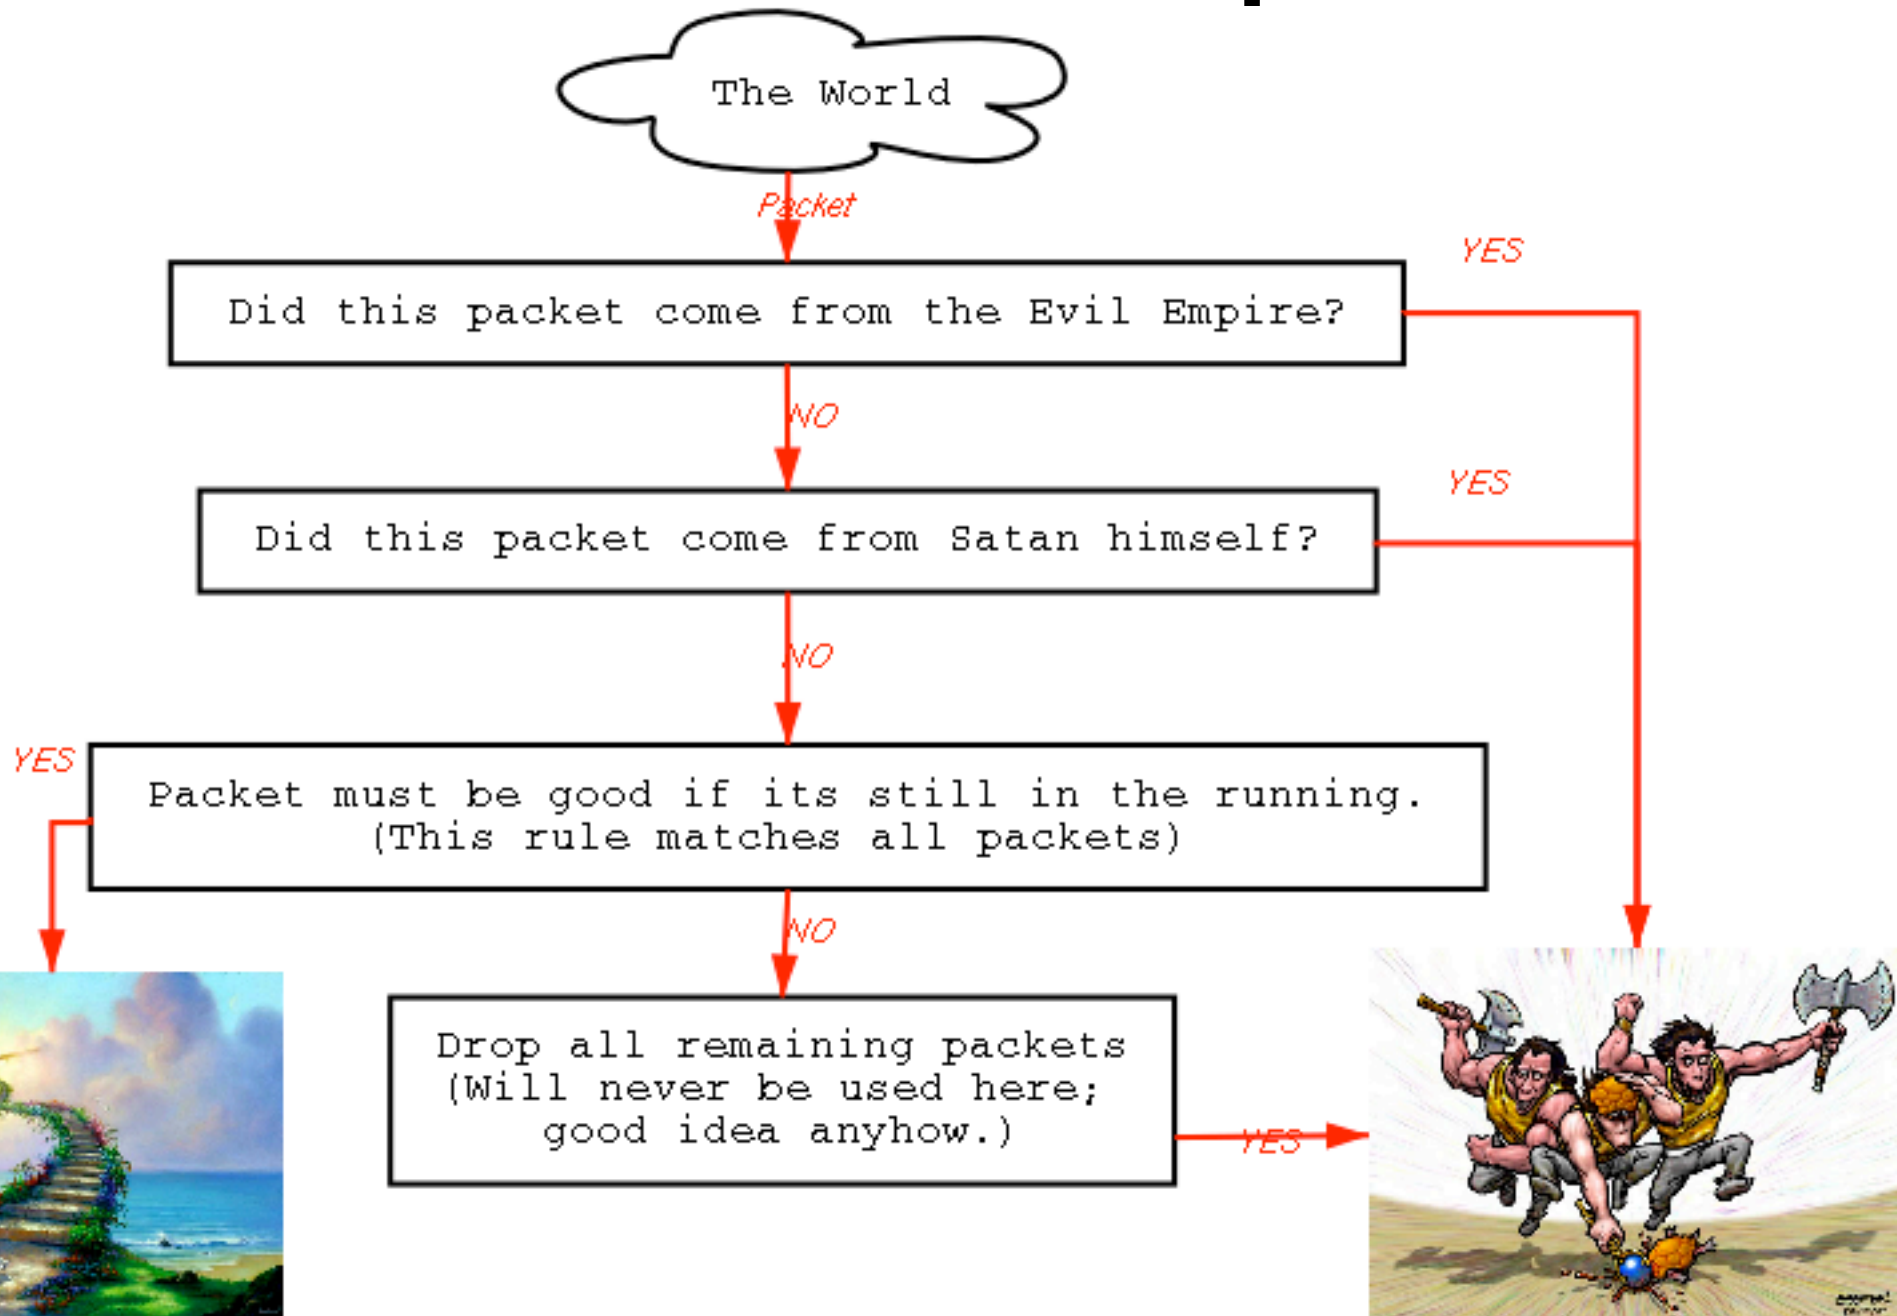 The World
Packet
YES
Did this packet come from the Evil Empire?
NO
YES
Did this packet come from Satan himself?
NO
YES
Packet must be good if its still in the running.
(This rule matches all packets)
NO
Drop all remaining packets
(Will never be used here;
good idea anyhow.)
YES